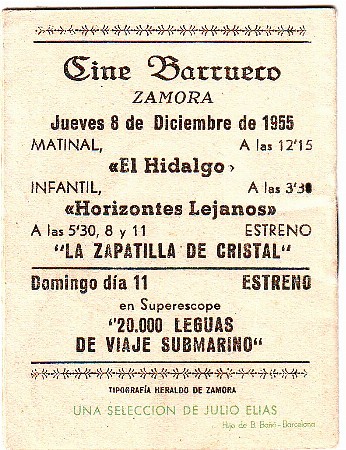 Cine Barrueco
ZAMORA
Jueves 8 de Diciembre de 1955
MATINAL, A las 12'15
«El Hidalgo»
INFANTIL, A las 3'30
«Horizontes Lejanos»
A las 5'30, 8 y 11 ESTRENO
"LA ZAPATILLA DE CRISTAL"
Domingo día 11 ESTRENO
en Superescope
"20.000 LEGUAS
DE VIAJE SUBMARINO"
TIPOGRAFÍA HERALDO DE ZAMORA
UNA SELECCION DE JULIO ELIAS
Hijo de B. Bañó - Barcelona